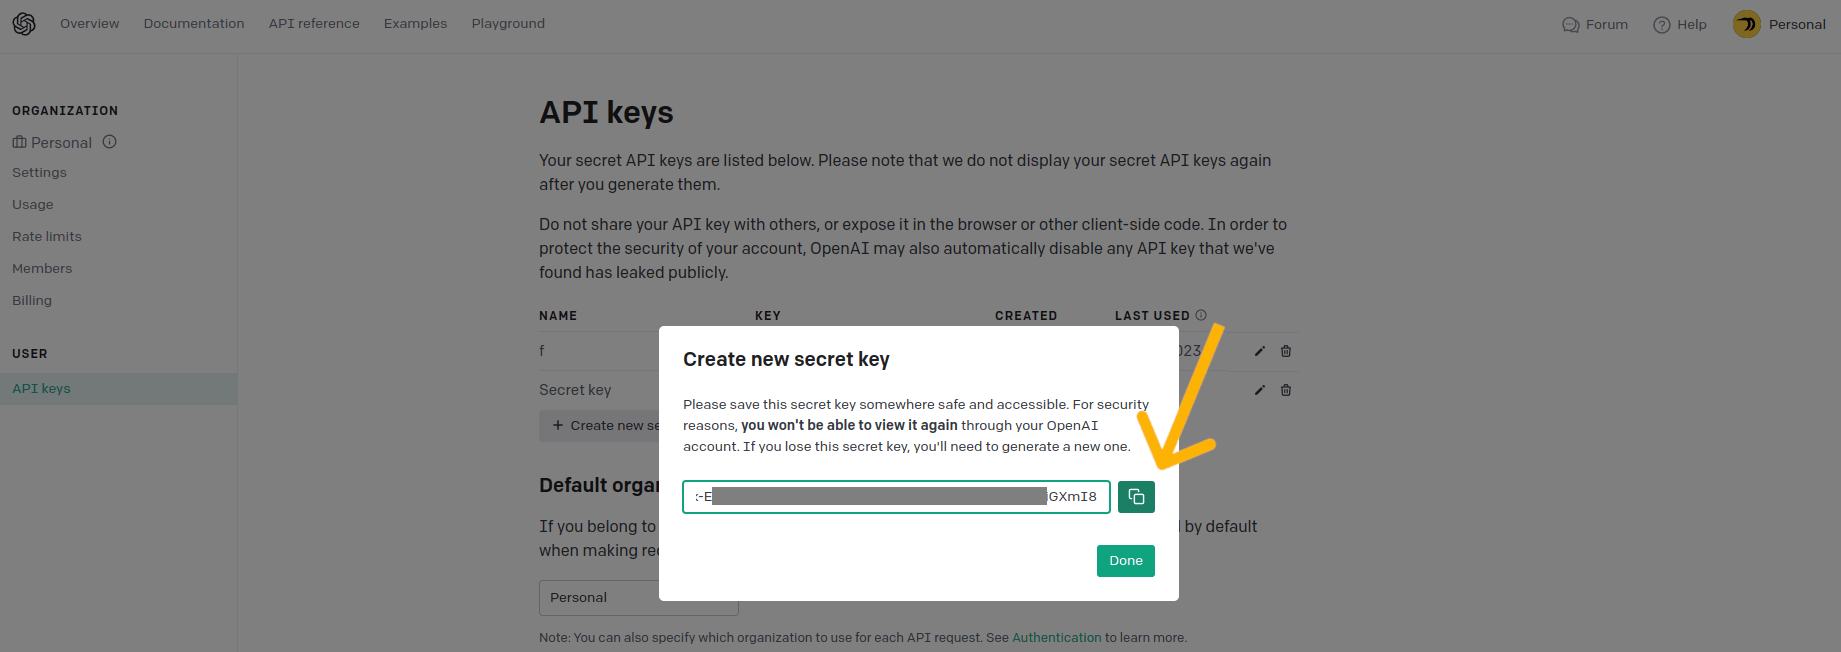 Overview Documentation API reference Examples Playground Forum Help Personal
ORGANIZATION
Personal
Settings
Usage
Rate limits
Members
Billing
USER
API keys
API keys
Your secret API keys are listed below. Please note that we do not display your secret API keys again
after you generate them.
Do not share your API key with others, or expose it in the browser or other client-side code. In order to
protect the security of your account, OpenAI may also automatically disable any API key that we've
found has leaked publicly.
NAME KEY CREATED LAST USED
f 023
Secret key
+ Create new se
Default orga
If you belong to by default
when making re
Personal
Note: You can also specify which organization to use for each API request. See Authentication to learn more.
Create new secret key
Please save this secret key somewhere safe and accessible. For security
reasons, you won't be able to view it again through your OpenAI
account. If you lose this secret key, you'll need to generate a new one.
-E GXmI8
Done